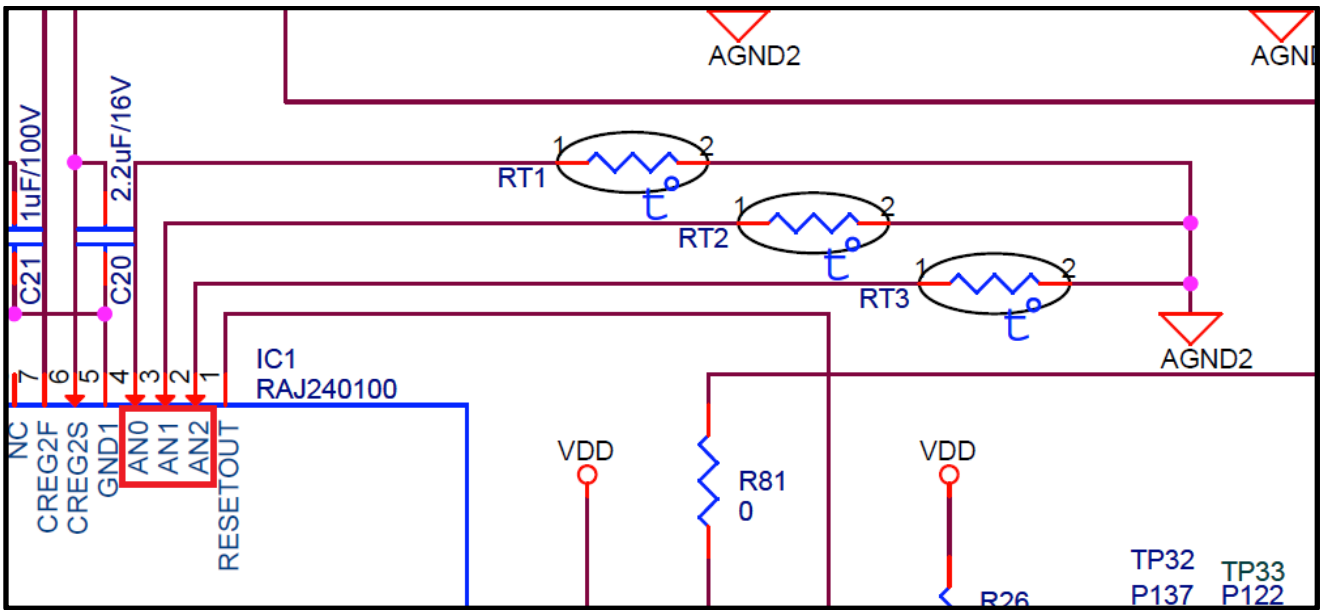 AGND2
AGND
1uF/100V
2.2uF/16V
1
2
RT1
t
1
2
RT2
t
1
2
RT3
t
C21
C20
AGND2
IC1
RAJ240100
7
6
5
4
3
2
1
NC
CREG2F
CREG2S
GND1
AN0
AN1
AN2
RESETOUT
VDD
VDD
R81
0
R26
TP32
TP33
P137
P122